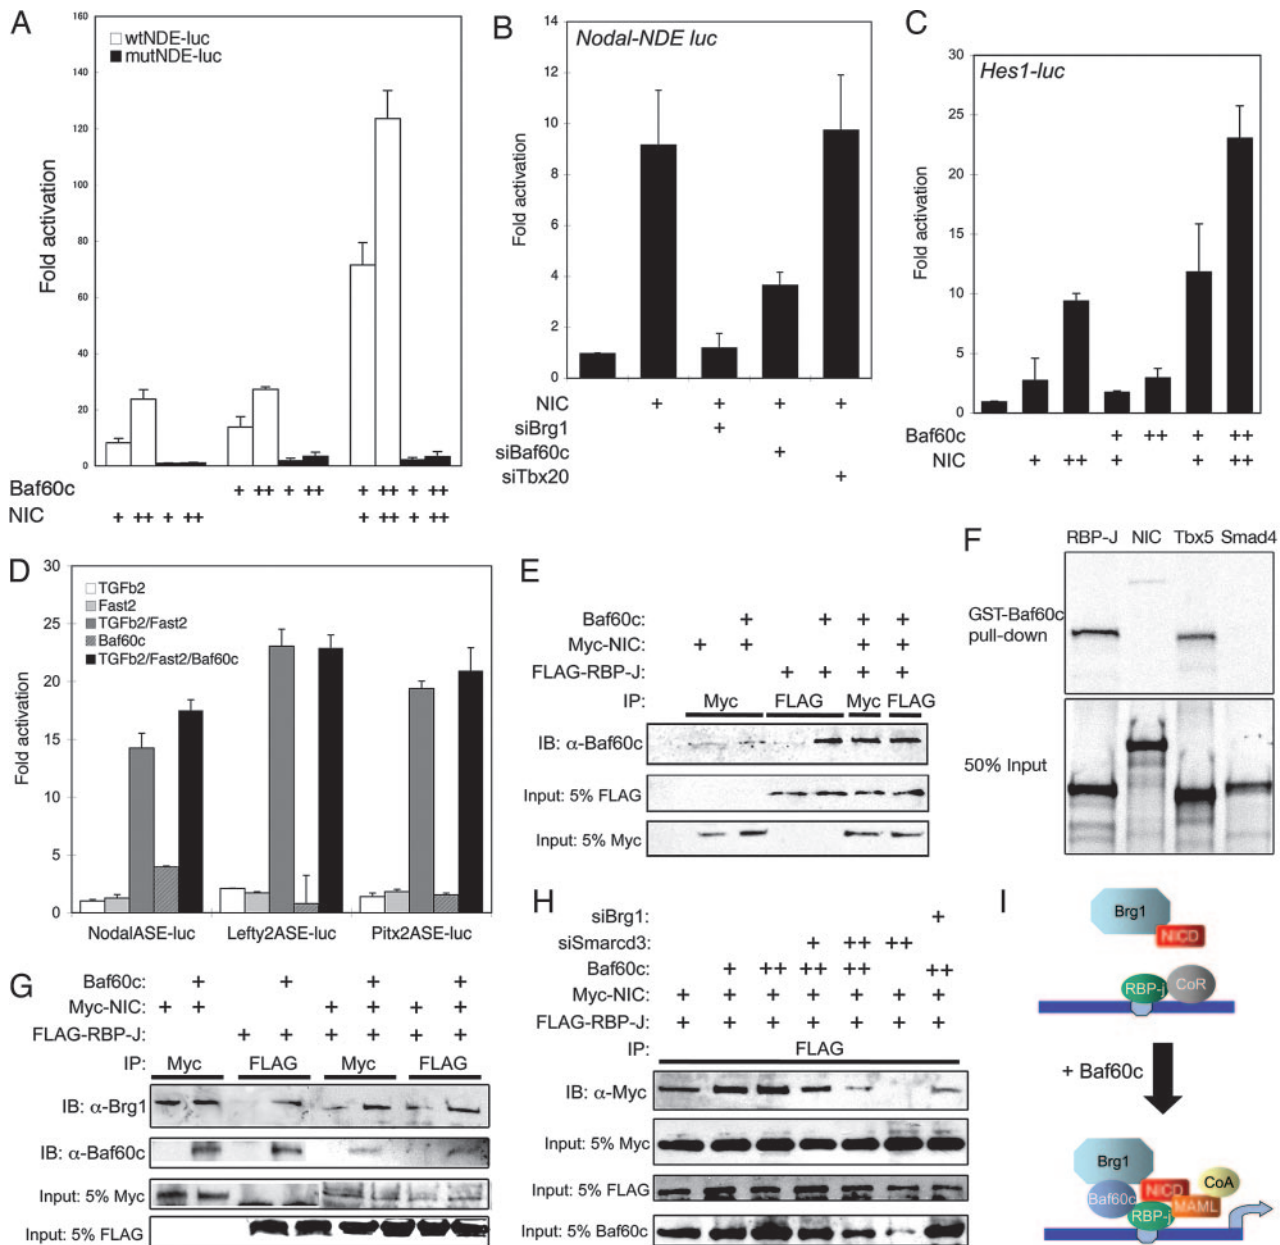 A
160
140
120
100
80
60
40
20
0
Fold activation
wtNDE-luc
mutNDE-luc
Baf60c + ++ + ++ + ++ + ++
NIC + ++ + ++ + ++ + ++
B
Nodal-NDE luc
14
12
10
8
6
4
2
0
Fold activation
NIC + + + +
siBrg1 +
siBaf60c +
siTbx20 +
C
Hes1-luc
30
25
20
15
10
5
0
Fold activation
Baf60c + ++ + ++
NIC + ++ + + ++
D
30
25
20
15
10
5
0
Fold activation
TGFb2
Fast2
TGFb2/Fast2
Baf60c
TGFb2/Fast2/Baf60c
NodalASE-luc Lefty2ASE-luc Pitx2ASE-luc
E
Baf60c: + + + +
Myc-NIC: + + + +
FLAG-RBP-J: + + + +
IP: Myc FLAG Myc FLAG
IB: α-Baf60c
Input: 5% FLAG
Input: 5% Myc
F
RBP-J NIC Tbx5 Smad4
GST-Baf60c
pull-down
50% Input
G
Baf60c: + + + +
Myc-NIC: + + + + + +
FLAG-RBP-J: + + + + + +
IP: Myc FLAG Myc FLAG
IB: α-Brg1
IB: α-Baf60c
Input: 5% Myc
Input: 5% FLAG
H
siBrg1: +
siSmarcd3: + ++ ++
Baf60c: + ++ ++ ++ ++
Myc-NIC: + + + + + + +
FLAG-RBP-J: + + + + + + +
IP: FLAG
IB: α-Myc
Input: 5% Myc
Input: 5% FLAG
Input: 5% Baf60c
I
Brg1
NICD
RBP-j
CoR
+ Baf60c
Brg1
Baf60c
NICD
CoA
MAML
RBP-j